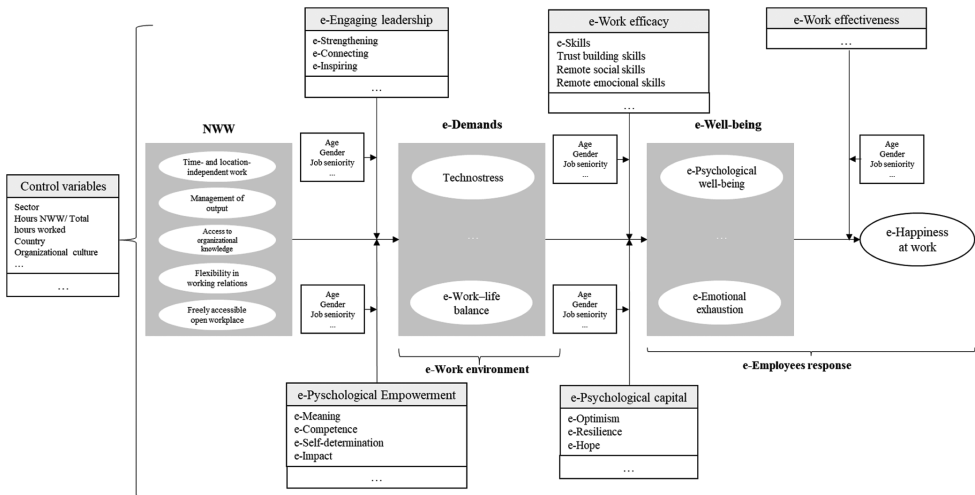 e-Engaging leadership
e-Strengthening
e-Connecting
e-Inspiring
…
e-Work efficacy
e-Skills
Trust building skills
Remote social skills
Remote emocional skills
…
e-Work effectiveness
…
Control variables
Sector
Hours NWW/ Total
hours worked
Country
Organizational culture
…
…
NWW
Time- and location-
independent work
Management of
output
Access to
organizational
knowledge
Flexibility in
working relations
Freely accessible
open workplace
Age
Gender
Job seniority
…
Age
Gender
Job seniority
…
e-Demands
Technostress
…
e-Work–life
balance
e-Work environment
Age
Gender
Job seniority
…
Age
Gender
Job seniority
…
e-Well-being
e-Psychological
well-being
…
e-Emotional
exhaustion
Age
Gender
Job seniority
…
e-Happiness
at work
e-Employees response
e-Pyschological Empowerment
e-Meaning
e-Competence
e-Self-determination
e-Impact
…
e-Psychological capital
e-Optimism
e-Resilience
e-Hope
…